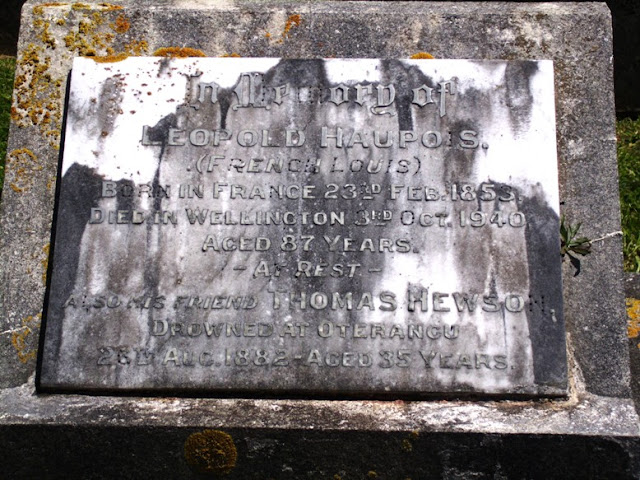 In Memory of
LEOPOLD HAUPOIS.
(FRENCH LOUIS)
BORN IN FRANCE 23RD FEB. 1853.
DIED IN WELLINGTON 3RD OCT. 1940
AGED 87 YEARS.
– AT REST –
ALSO HIS FRIEND THOMAS HEWSON
DROWNED AT OTERANGU
AUG. 1882 – AGED 35 YEARS.